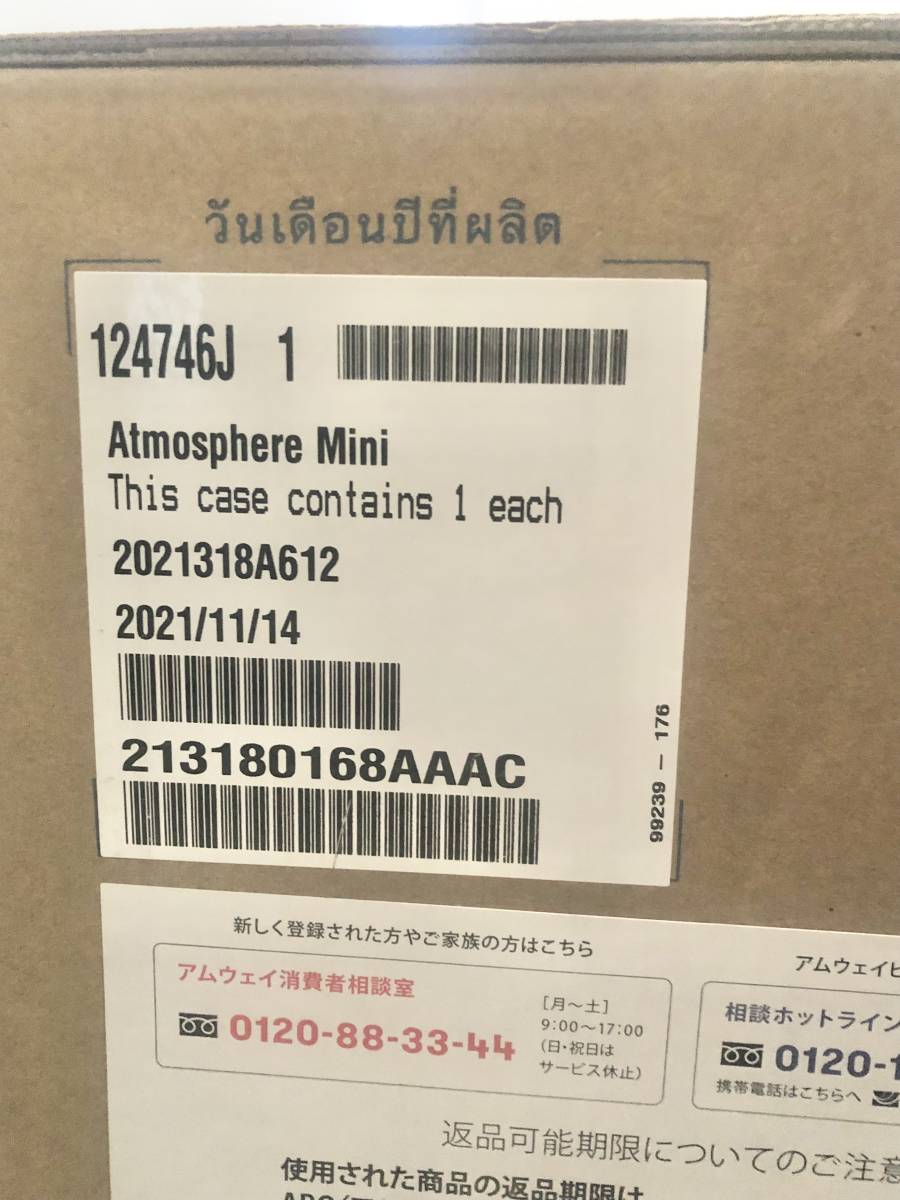 วันเดือนปีที่ผลิต
124746J 1
Atmosphere Mini
This case contains 1 each
2021318A612
2021/11/14
213180168AAAC
99239 – 176
新しく登録された方やご家族の方はこちら
アムウェイ消費者相談室
0120-88-33-44
[月～土]
9:00～17:00
(日・祝日は
サービス休止)
アムウェイビ
相談ホットライン
0120-1
携帯電話はこちらへ
返品可能期限についてのご注意
使用された商品の返品期限は